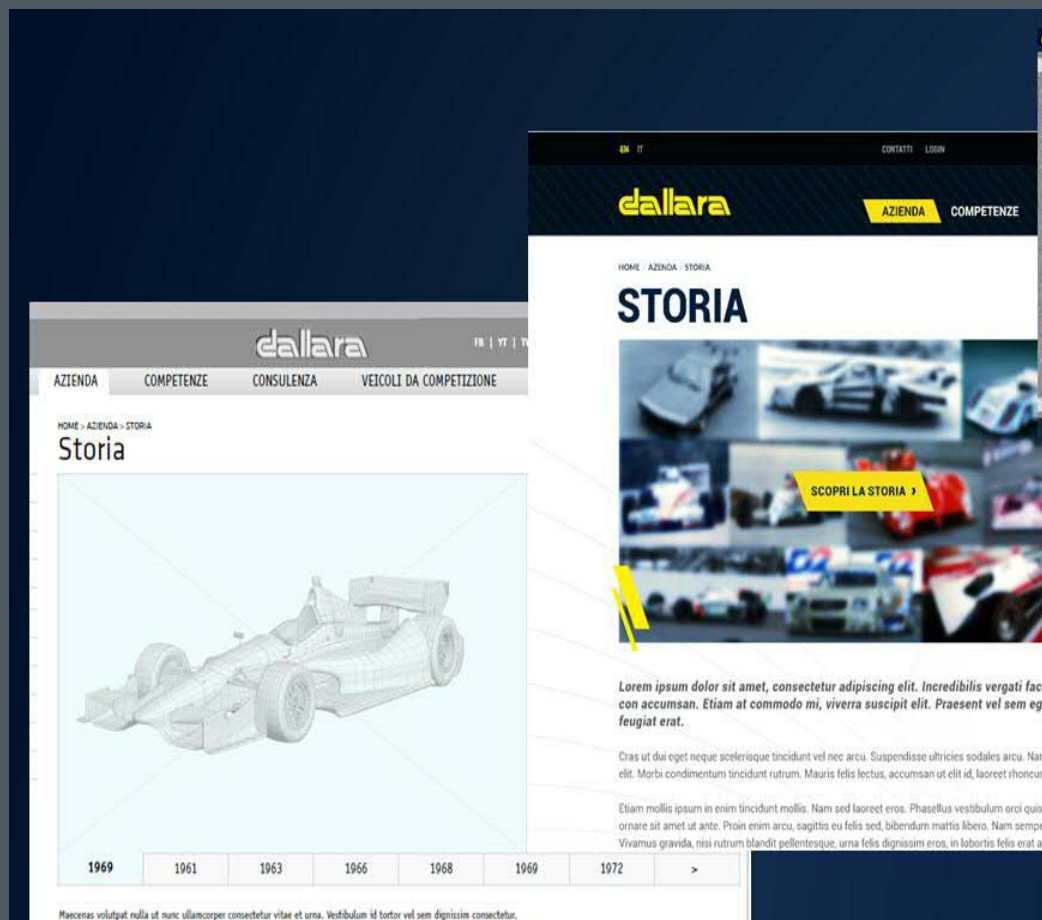 EN IT
CONTATTI LOGIN
dallara
AZIENDA COMPETENZE
HOME / AZENDA / STORIA
STORIA
SCOPRI LA STORIA ›
Lorem ipsum dolor sit amet, consectetur adipiscing elit. Incredibilis vergati fac
con accumsan. Etiam at commodo mi, viverra suscipit elit. Praesent vel sem eg
feugiat erat.
Cras ut dui eget neque scelerisque tincidunt vel nec arcu. Suspendisse ultricies sodales arcu. Nar
elit. Morbi condimentum tincidunt rutrum. Mauris felis lectus, accumsan ut elit id, laoreet rhoncus
Etiam mollis ipsum in enim tincidunt mollis. Nam sed laoreet eros. Phasellus vestibulum orci quis
ornare sit amet ut ante. Proin enim arcu, sagittis eu felis sed, bibendum mattis libero. Nam sempe
Vivamus gravida, nisi rutrum blandit pellentesque, urna felis dignissim eros, in lobortis felis erat a
dallara
FB | YT |
AZIENDA COMPETENZE CONSULENZA VEICOLI DA COMPETIZIONE
HOME > AZIENDA > STORIA
Storia
1969 1961 1963 1966 1968 1969 1972 >
Maecenas volutpat nulla ut nunc ullamcorper consectetur vitae et urna. Vestibulum id tortor vel sem dignissim consectetur.